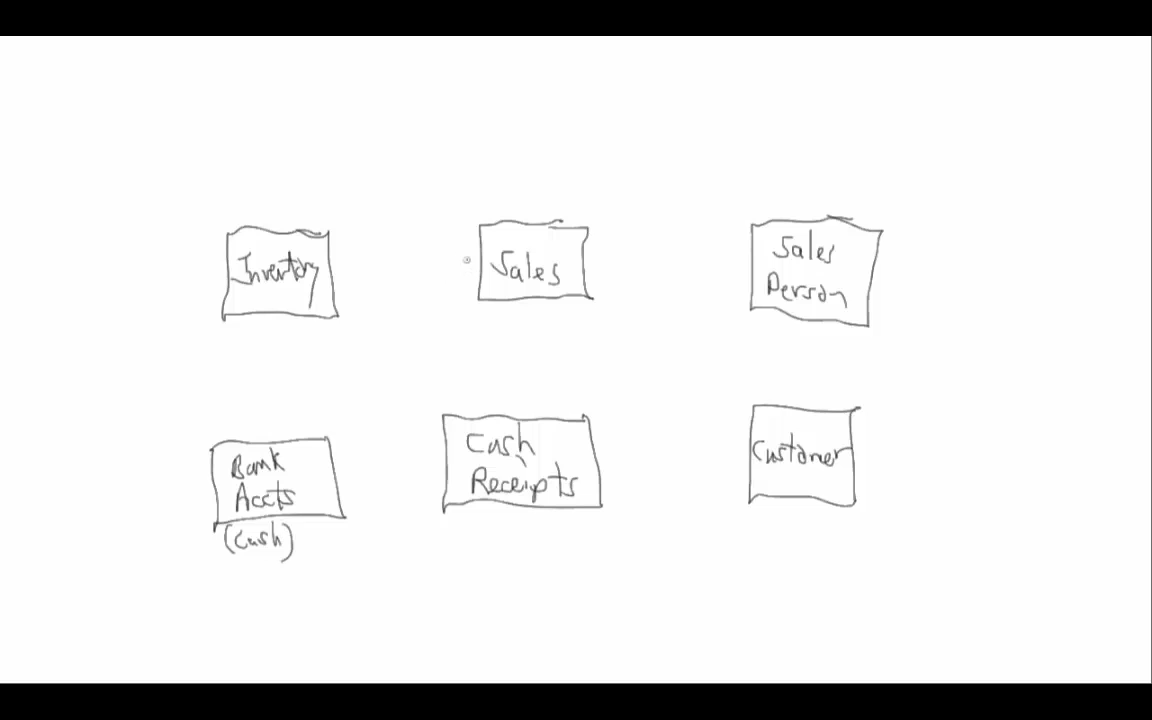 Inventory
Sales
Sales
Person
Bank
Accts
(Cash)
Cash
Receipts
Customer